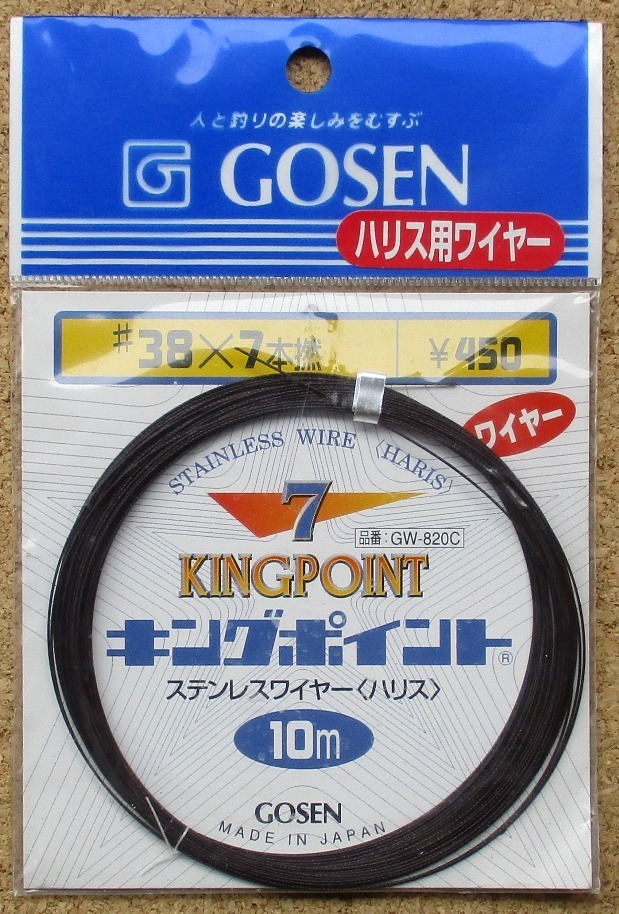 人と釣りの楽しみをむすぶ
GOSEN
ハリス用ワイヤー
#38×7本撚 ¥450
ワイヤー
STAINLESS WIRE 〈HARIS〉
7
品番:GW-820C
KINGPOINT
キングポイント®
ステンレスワイヤー〈ハリス〉
10m
GOSEN
MADE IN JAPAN